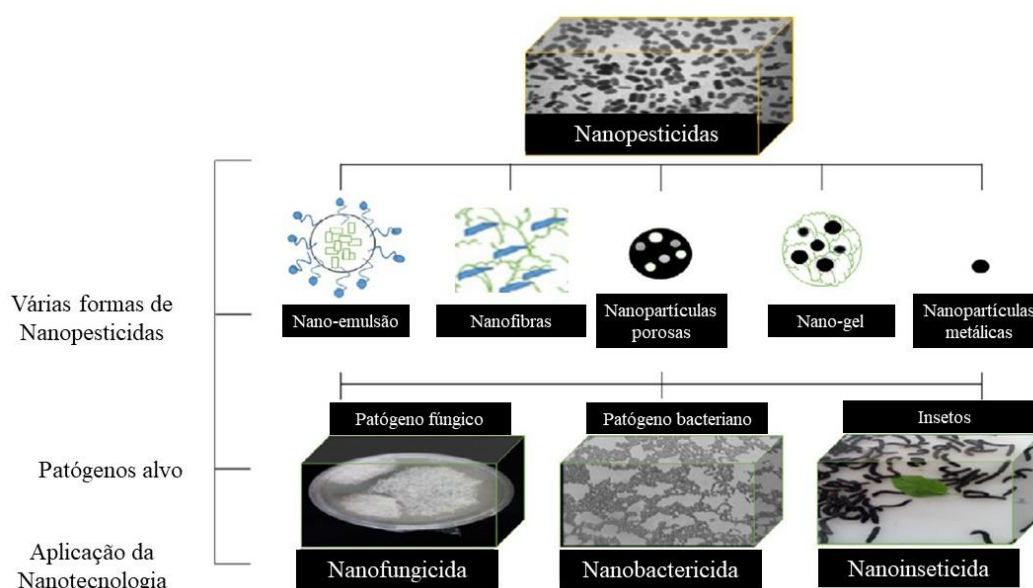 Nanopesticidas
Várias formas de
Nanopesticidas
Nano-emulsão
Nanofibras
Nanopartículas
porosas
Nano-gel
Nanopartículas
metálicas
Patógenos alvo
Patógeno fúngico
Patógeno bacteriano
Insetos
Aplicação da
Nanotecnologia
Nanofungicida
Nanobactericida
Nanoinseticida